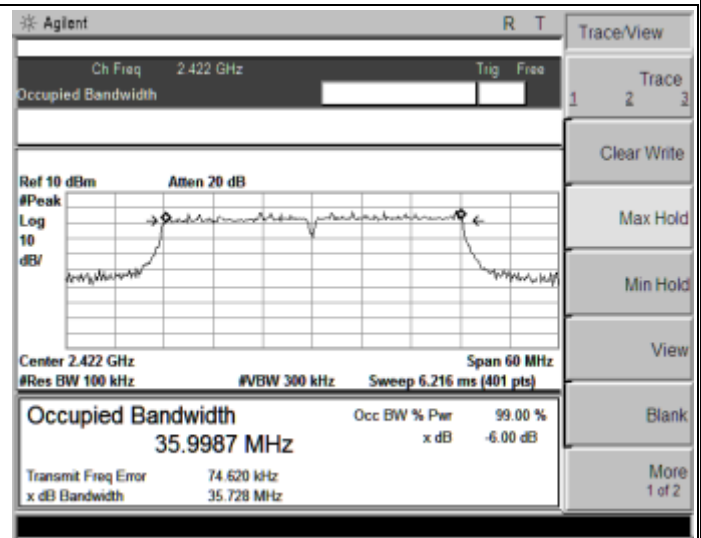 Agilent R T
Trace/View
Ch Freq 2.422 GHz Trig Free
Occupied Bandwidth
Trace
1 2 3
Clear Write
Ref 10 dBm Atten 20 dB
#Peak
Log
10
dB/
Max Hold
Min Hold
View
Center 2.422 GHz Span 60 MHz
#Res BW 100 kHz #VBW 300 kHz Sweep 6.216 ms (401 pts)
Occupied Bandwidth Occ BW % Pwr 99.00 %
35.9987 MHz x dB -6.00 dB
Blank
Transmit Freq Error 74.620 kHz
x dB Bandwidth 35.728 MHz
More
1 of 2